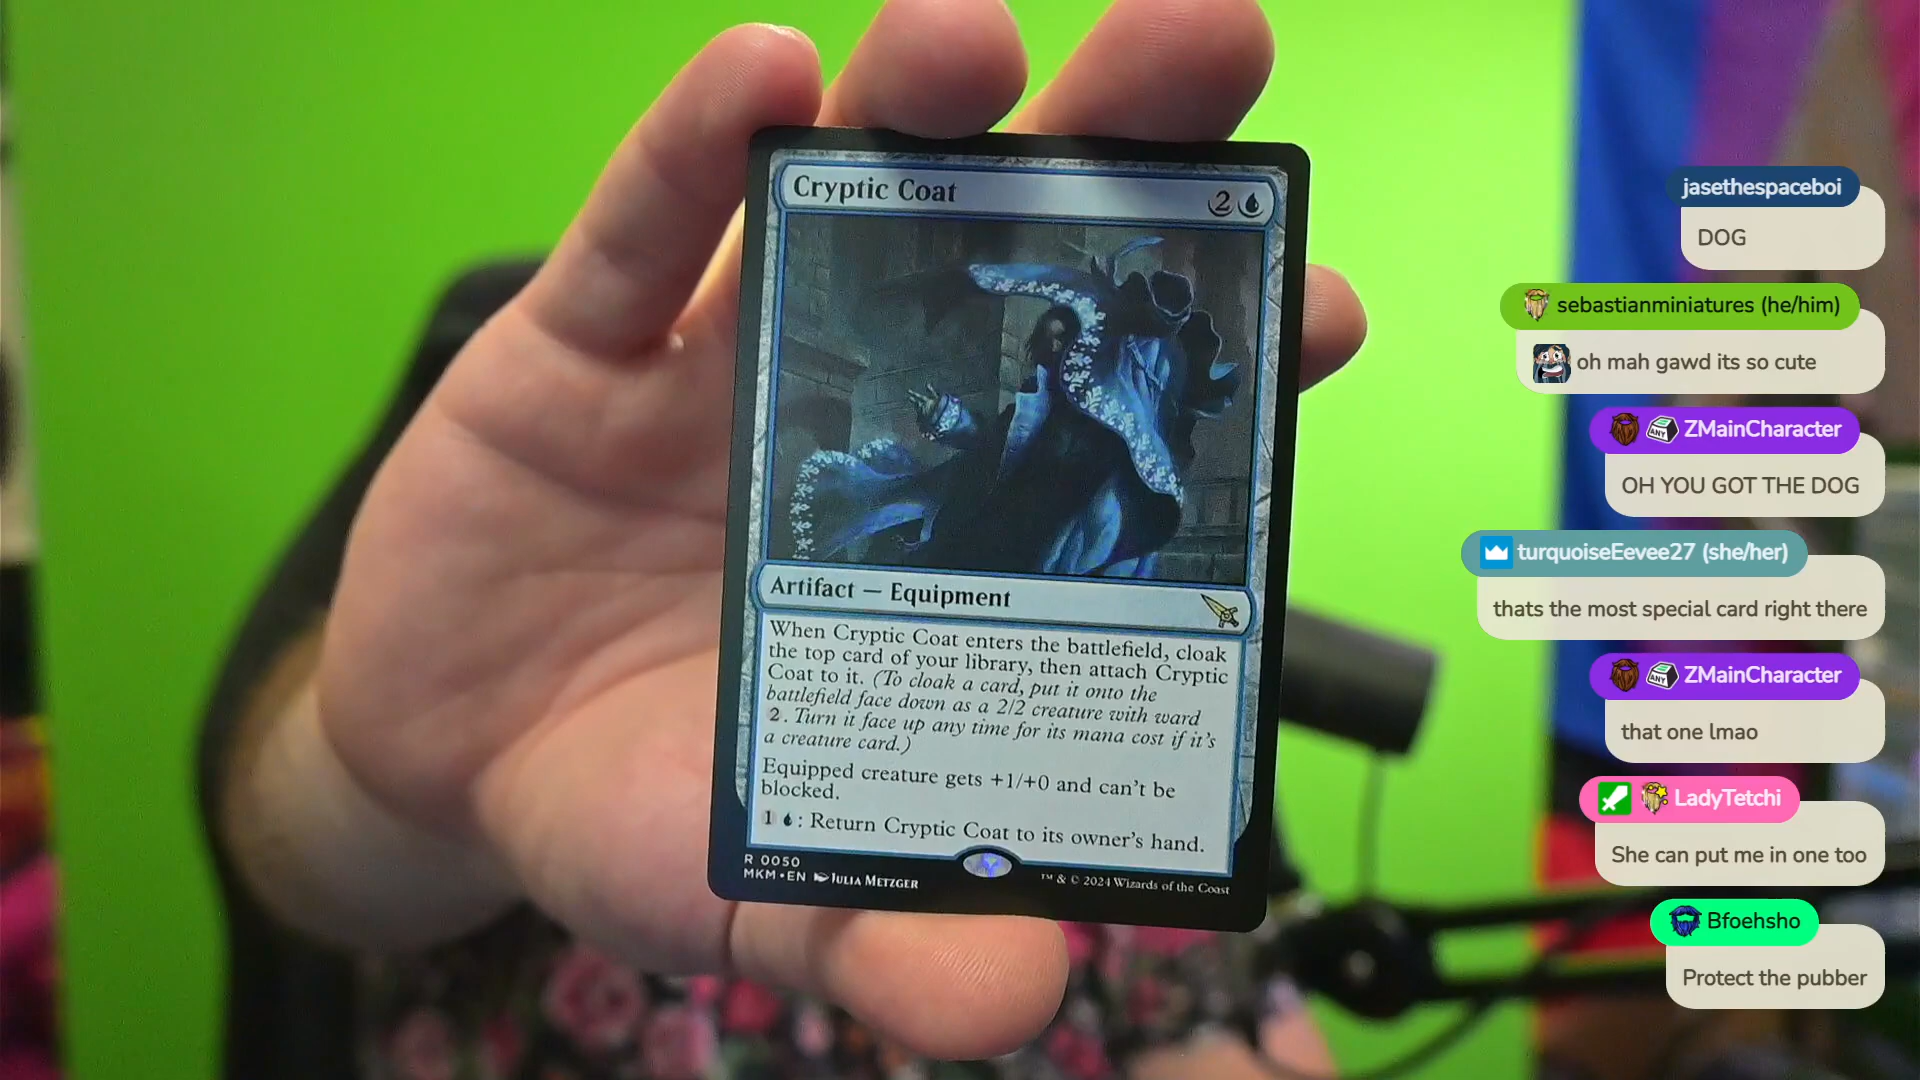 Cryptic Coat 2
Artifact — Equipment
When Cryptic Coat enters the battlefield, cloak
the top card of your library, then attach Cryptic
Coat to it. (To cloak a card, put it onto the
battlefield face down as a 2/2 creature with ward
2. Turn it face up any time for its mana cost if it's
a creature card.)
Equipped creature gets +1/+0 and can't be
blocked.
1 : Return Cryptic Coat to its owner's hand.
R 0050
MKM • EN Julia Metzger
™ & © 2024 Wizards of the Coast
jasethespaceboi
DOG
sebastianminiatures (he/him)
oh mah gawd its so cute
ANY ZMainCharacter
OH YOU GOT THE DOG
turquoiseEevee27 (she/her)
thats the most special card right there
ANY ZMainCharacter
that one lmao
LadyTetchi
She can put me in one too
Bfoehsho
Protect the pubber